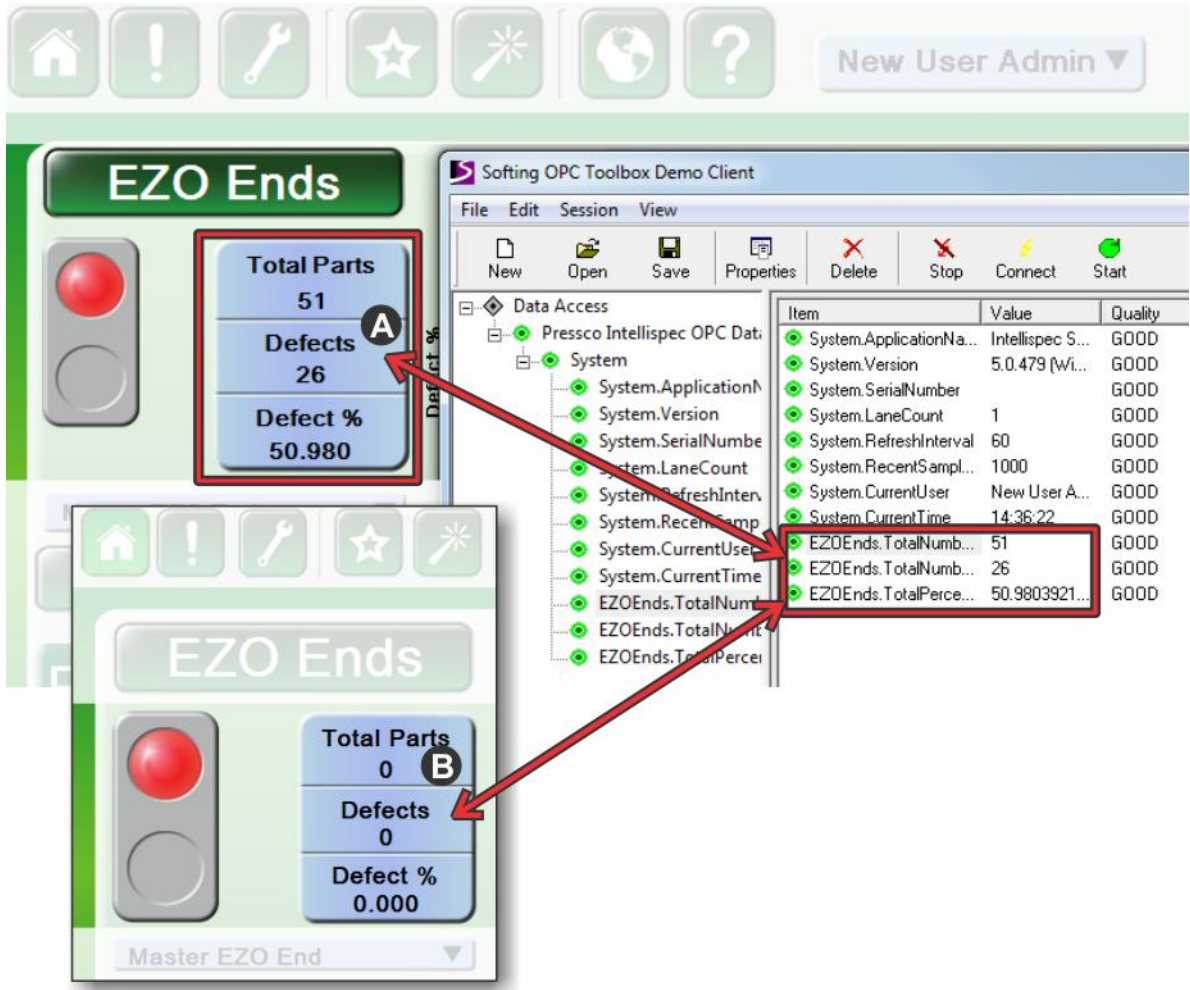 New User Admin ▼
EZO Ends
Total Parts
51
A
Defects
26
Defect %
50.980
Defect %
Softing OPC Toolbox Demo Client
File Edit Session View
New Open Save Properties Delete Stop Connect Start
Data Access
Pressco Intellispec OPC Data
System
System.ApplicationN
System.Version
System.SerialNumbe
System.LaneCount
System.RefreshInterv
System.RecentSamp
System.CurrentUser
System.CurrentTime
EZOEnds.TotalNumb
EZOEnds.TotalNumb
EZOEnds.TotalPercer
Item Value Quality
System.ApplicationNa... Intellispec S... GOOD
System.Version 5.0.479 (Wi... GOOD
System.SerialNumber GOOD
System.LaneCount 1 GOOD
System.RefreshInterval 60 GOOD
System.RecentSampl... 1000 GOOD
System.CurrentUser New User A... GOOD
System.CurrentTime 14:36:22 GOOD
EZOEnds.TotalNumb... 51 GOOD
EZOEnds.TotalNumb... 26 GOOD
EZOEnds.TotalPerce... 50.9803921... GOOD
EZO Ends
Total Parts
0
B
Defects
0
Defect %
0.000
Master EZO End ▼